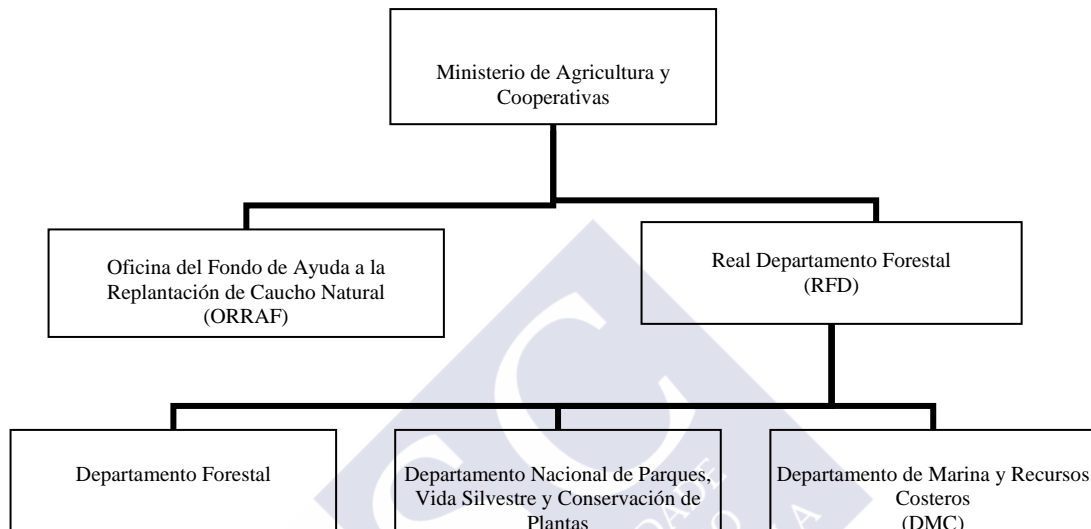 Ministerio de Agricultura y
Cooperativas
Oficina del Fondo de Ayuda a la
Replantación de Caucho Natural
(ORRAF)
Real Departamento Forestal
(RFD)
Departamento Forestal
Departamento Nacional de Parques,
Vida Silvestre y Conservación de
Plantas
Departamento de Marina y Recursos
Costeros
(DMC)